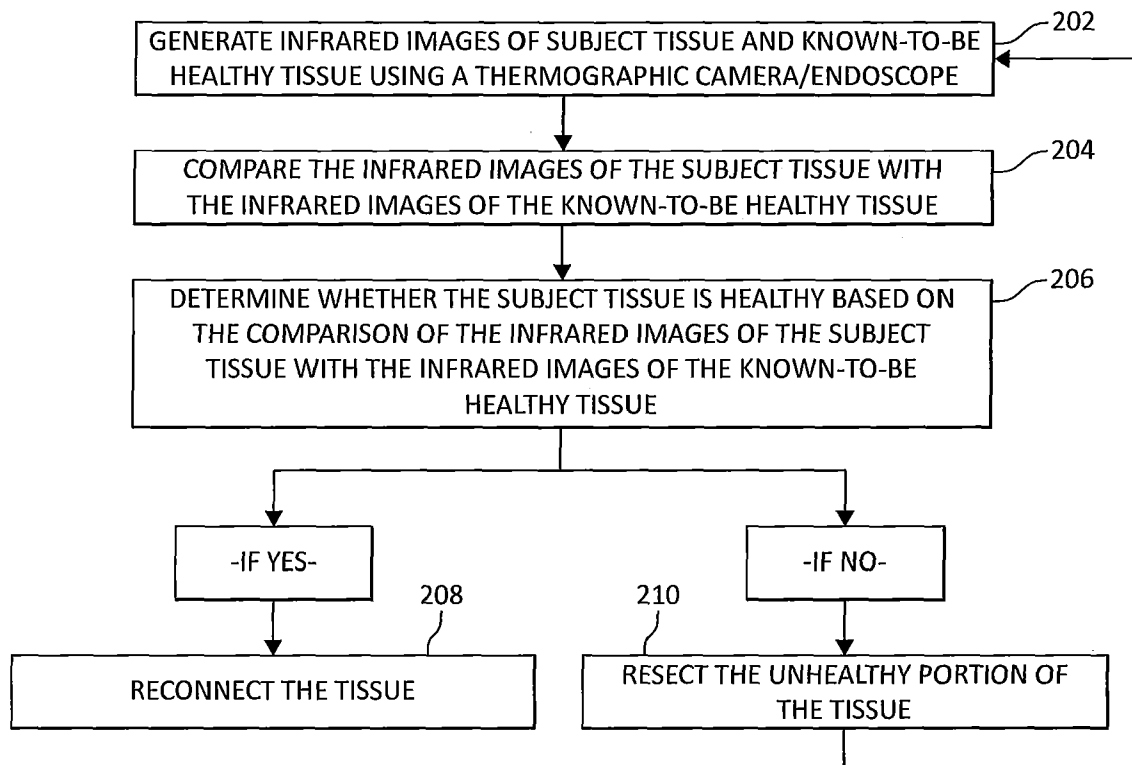 202
GENERATE INFRARED IMAGES OF SUBJECT TISSUE AND KNOWN-TO-BE
HEALTHY TISSUE USING A THERMOGRAPHIC CAMERA/ENDOSCOPE
204
COMPARE THE INFRARED IMAGES OF THE SUBJECT TISSUE WITH
THE INFRARED IMAGES OF THE KNOWN-TO-BE HEALTHY TISSUE
206
DETERMINE WHETHER THE SUBJECT TISSUE IS HEALTHY BASED ON
THE COMPARISON OF THE INFRARED IMAGES OF THE SUBJECT
TISSUE WITH THE INFRARED IMAGES OF THE KNOWN-TO-BE
HEALTHY TISSUE
-IF YES-
-IF NO-
208
210
RECONNECT THE TISSUE
RESECT THE UNHEALTHY PORTION OF
THE TISSUE